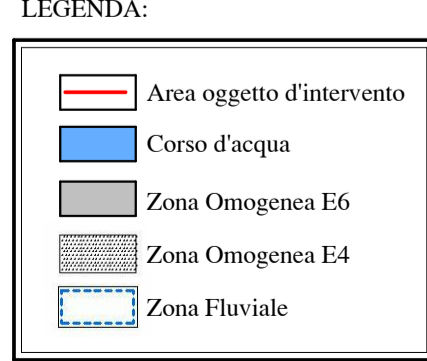 LEGENDA:
Area oggetto d'intervento
Corso d'acqua
Zona Omogenea E6
Zona Omogenea E4
Zona Fluviale